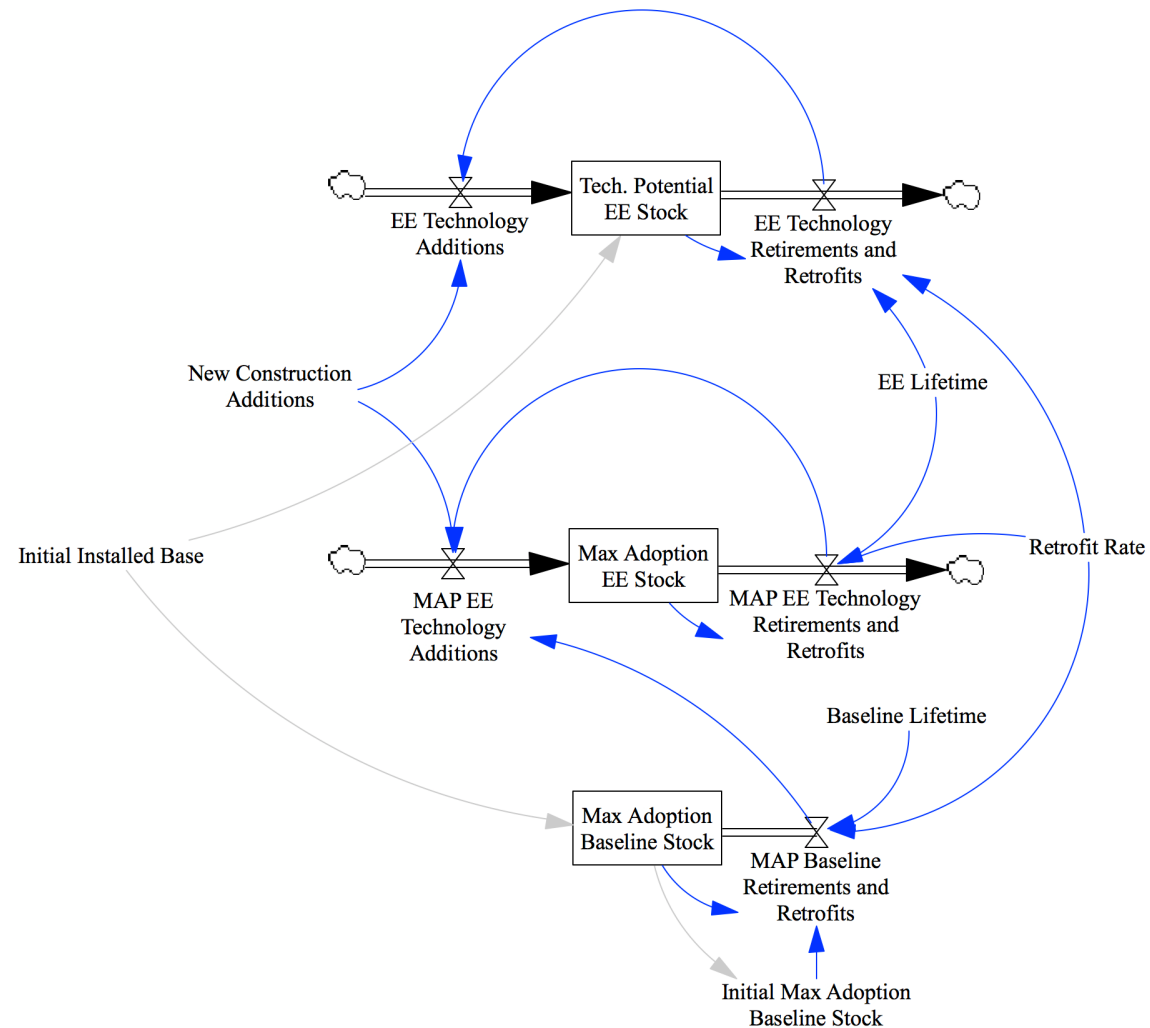 Tech. Potential
EE Stock
EE Technology
Additions
EE Technology
Retirements and
Retrofits
New Construction
Additions
EE Lifetime
Initial Installed Base
Max Adoption
EE Stock
Retrofit Rate
MAP EE
Technology
Additions
MAP EE Technology
Retirements and
Retrofits
Baseline Lifetime
Max Adoption
Baseline Stock
MAP Baseline
Retirements and
Retrofits
Initial Max Adoption
Baseline Stock